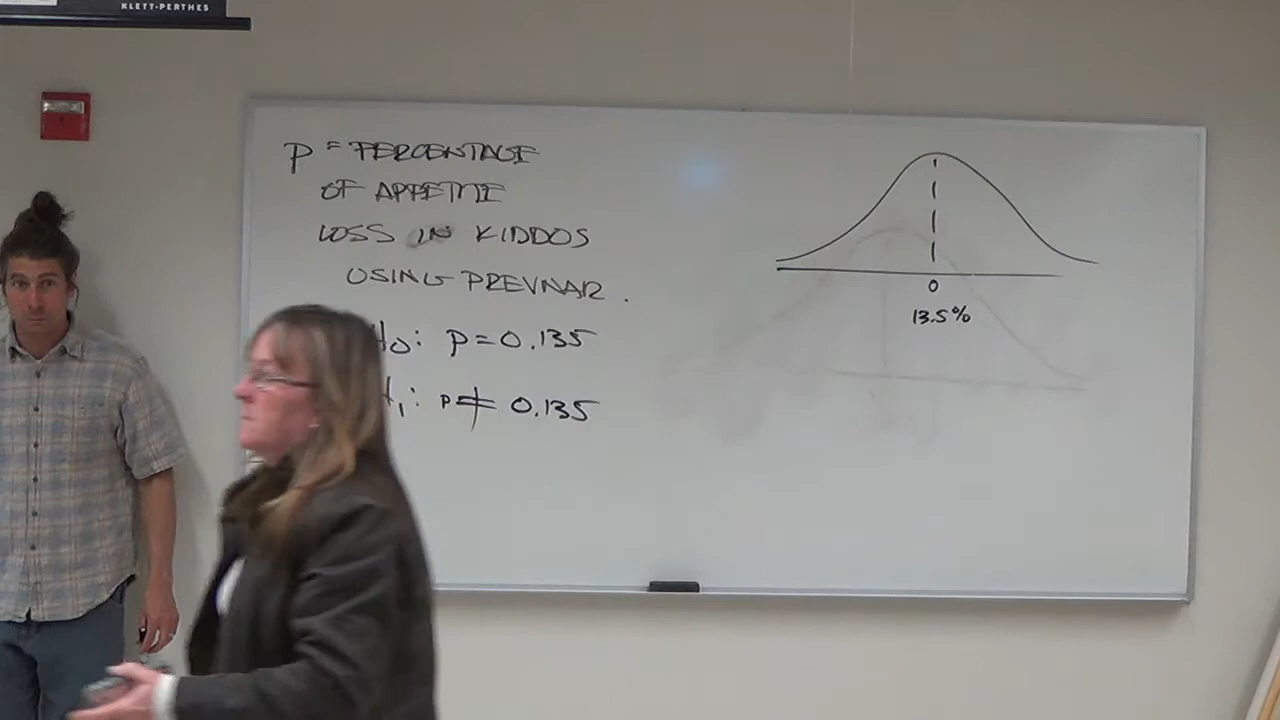 KLETT-PERTHES
p = PERCENTAGE
OF APPETITE
LOSS IN KIDDOS
USING PREVNAR.
H₀: p = 0.135
H₁: p ≠ 0.135
0
13.5%